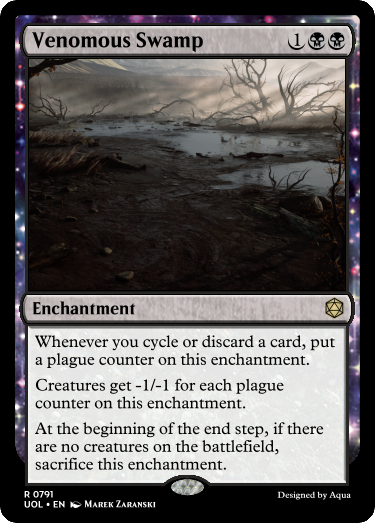 Venomous Swamp 1
Enchantment
Whenever you cycle or discard a card, put
a plague counter on this enchantment.
Creatures get -1/-1 for each plague
counter on this enchantment.
At the beginning of the end step, if there
are no creatures on the battlefield,
sacrifice this enchantment.
R 0791
UOL • EN Marek Zaranski
Designed by Aqua